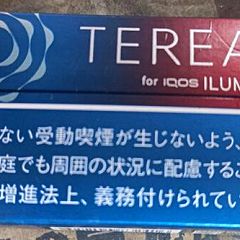 TEREA
for IQOS ILUM
ない受動喫煙が生じないよう、
庭でも周囲の状況に配慮するこ
増進法上、義務付けられてい